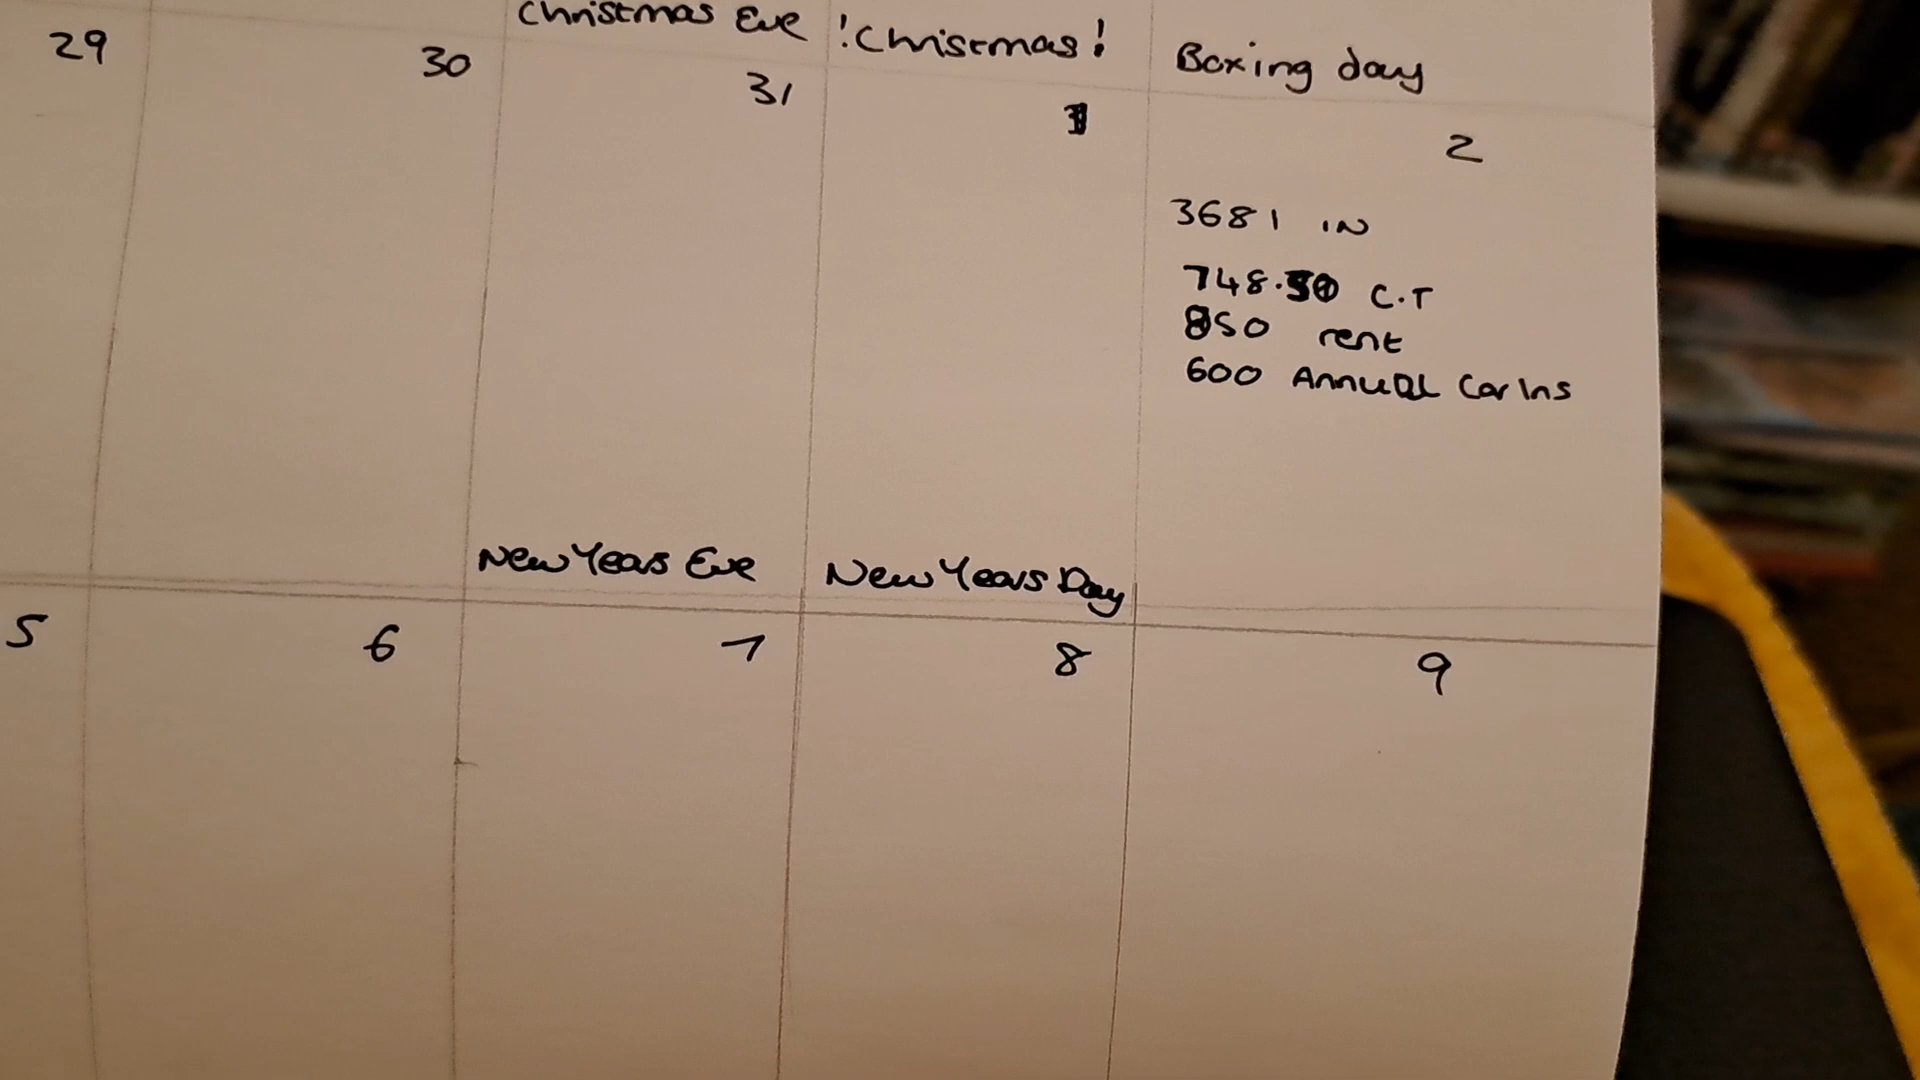 Christmas Eve
!Christmas!
Boxing day
29
30
31
1
2
3681 IN
748.50 C.T
850 rent
600 Annual Car Ins
New Years Eve
New Years Day
5
6
7
8
9